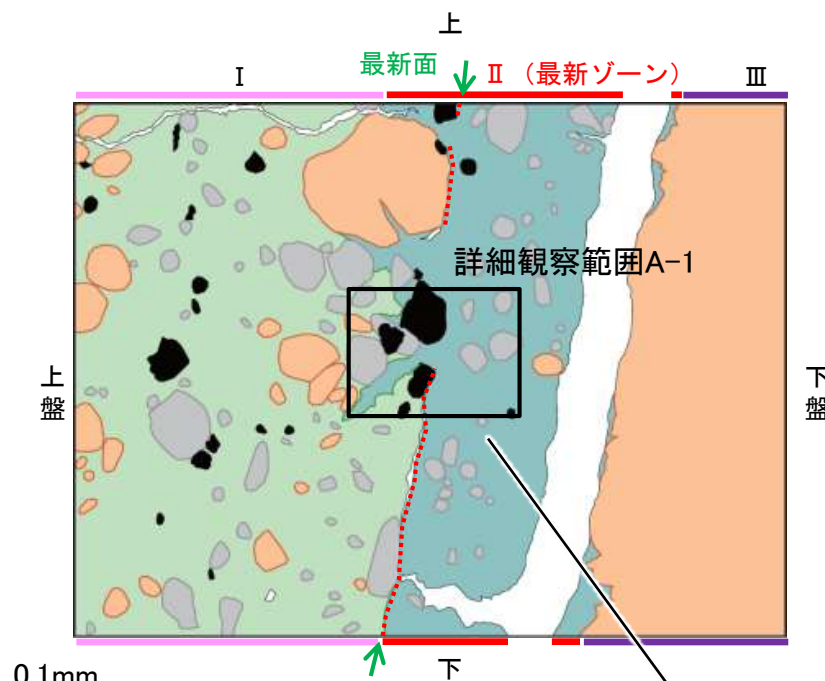 上
Ⅰ
最新面
Ⅱ （最新ゾーン）
Ⅲ
詳細観察範囲A-1
上盤
下盤
0.1mm
下